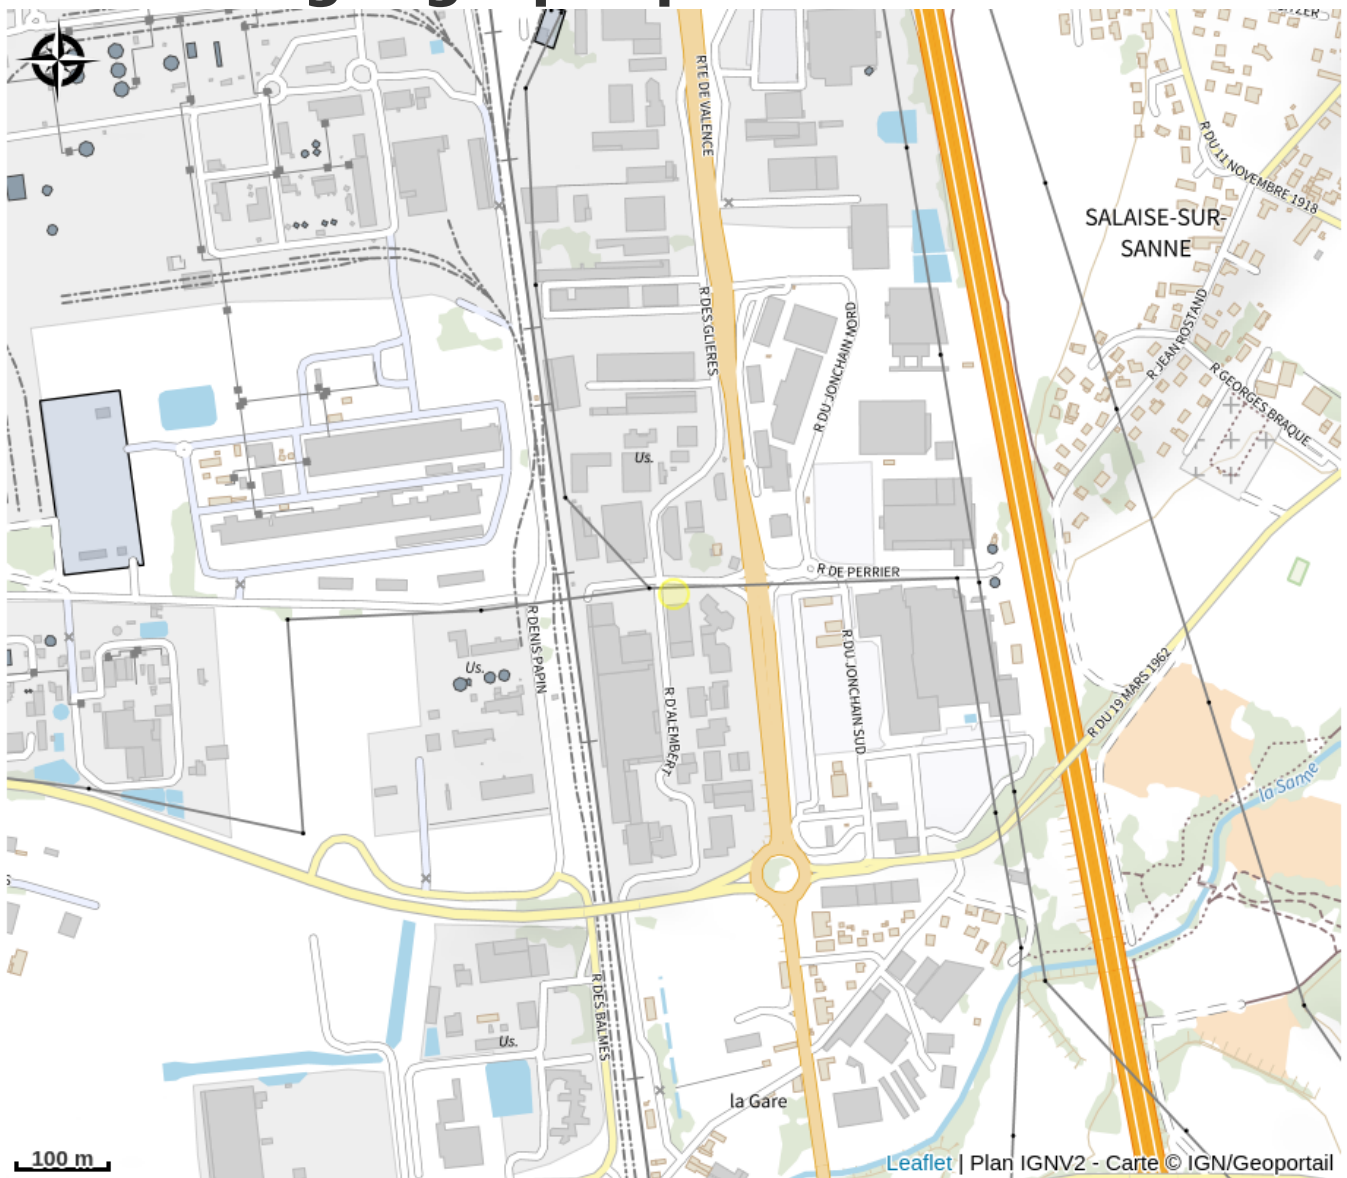 RTE DE VALENCE
R DU 11 NOVEMBRE 1918
SALAISE-SUR-
SANNE
R DES GLIERES
R DU JONCHAIN NORD
R JEAN ROSTAND
R GEORGES BRAQUE
Us.
R DE PERRIER
R DENIS PAPIN
Us.
R D'ALEMBERT
R DU JONCHAIN SUD
R DU 19 MARS 1962
la Sanne
R DES BALMES
Us.
la Gare
100 m
Leaflet | Plan IGNV2 - Carte © IGN/Geoportail